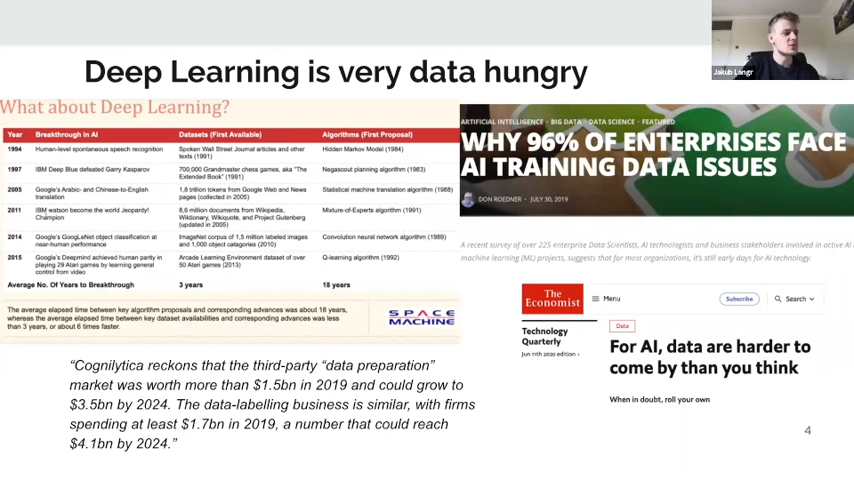 Deep Learning is very data hungry
Jakub Langr
What about Deep Learning?
Year Breakthrough in AI Datasets (First Available) Algorithms (First Proposal)
1994 Human-level spontaneous speech recognition Spoken Wall Street Journal articles and other texts (1991) Hidden Markov Model (1984)
1997 IBM Deep Blue defeated Garry Kasparov 700,000 Grandmaster chess games, aka "The Extended Book" (1991) Negascout planning algorithm (1983)
2005 Google's Arabic- and Chinese-to-English translation 1,8 trillion tokens from Google Web and News pages (collected in 2005) Statistical machine translation algorithm (1988)
2011 IBM watson become the world Jeopardy! Champion 8,6 million documents from Wikipedia, Wiktionary, Wikiquote, and Project Gutenberg (updated in 2005) Mixture-of-Experts algorithm (1991)
2014 Google's GoogLeNet object classification at near-human performance ImageNet corpus of 1,5 million labeled images and 1,000 object categories (2010) Convolution neural network algorithm (1989)
2015 Google's Deepmind achieved human parity in playing 29 Atari games by learning general control from video Arcade Learning Environment dataset of over 50 Atari games (2013) Q-learning algorithm (1992)
Average No. Of Years to Breakthrough 3 years 18 years
The average elapsed time between key algorithm proposals and corresponding advances was about 18 years,
whereas the average elapsed time between key dataset availabilities and corresponding advances was less
than 3 years, or about 6 times faster.
SPACE
MACHINE
ARTIFICIAL INTELLIGENCE · BIG DATA · DATA SCIENCE · FEATURED
WHY 96% OF ENTERPRISES FACE
AI TRAINING DATA ISSUES
DON ROEDNER · JULY 30, 2019
A recent survey of over 225 enterprise Data Scientists, AI technologists and business stakeholders involved in active AI
machine learning (ML) projects, suggests that for most organizations, it's still early days for AI technology.
The
Economist
Menu
Subscribe
Search
Technology
Quarterly
Jun 11th 2020 edition
Data
For AI, data are harder to
come by than you think
When in doubt, roll your own
"Cognilytica reckons that the third-party "data preparation"
market was worth more than $1.5bn in 2019 and could grow to
$3.5bn by 2024. The data-labelling business is similar, with firms
spending at least $1.7bn in 2019, a number that could reach
$4.1bn by 2024."
4